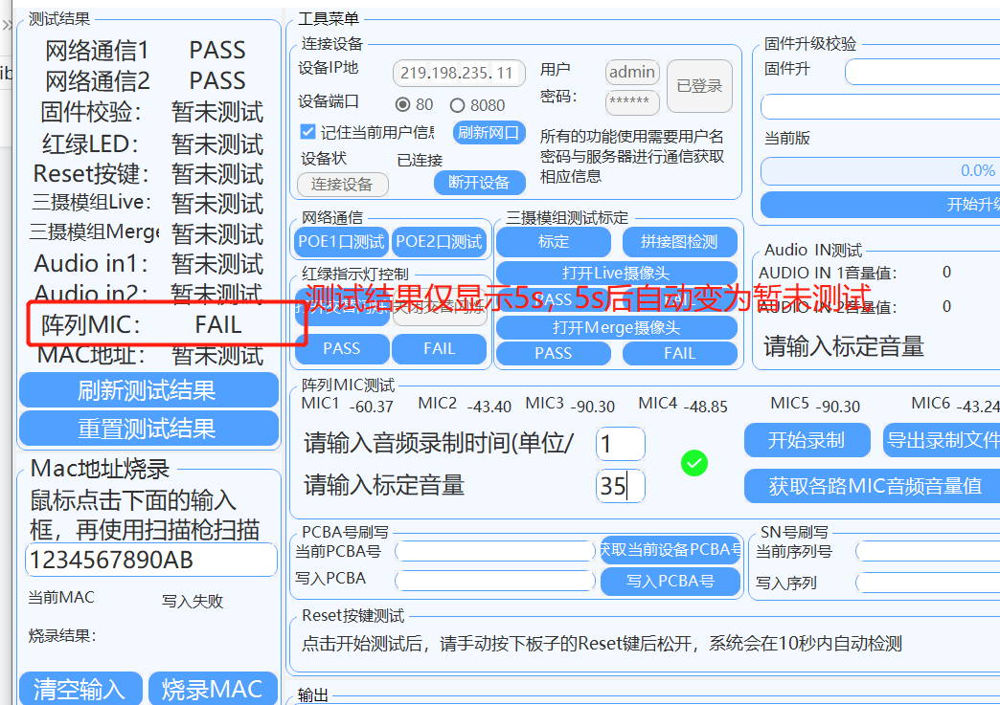 ib
测试结果
网络通信1 PASS
网络通信2 PASS
固件校验： 暂未测试
红绿LED： 暂未测试
Reset按键： 暂未测试
三摄模组Live： 暂未测试
三摄模组Merge 暂未测试
Audio in1： 暂未测试
Audio in2： 暂未测试
阵列MIC： FAIL
MAC地址： 暂未测试
刷新测试结果
重置测试结果
Mac地址烧录
鼠标点击下面的输入
框，再使用扫描枪扫描
1234567890AB
当前MAC 写入失败
烧录结果：
清空输入 烧录MAC
工具菜单
连接设备
设备IP地 219.198.235. 11 用户 admin 已登录
设备端口 80 8080 密码： ******
记住当前用户信息 刷新网口
设备状 已连接
连接设备 断开设备
所有的功能使用需要用户名
密码与服务器进行通信获取
相应信息
固件升级校验
固件升
当前版
0.0%
开始升级
网络通信
POE1口测试 POE2口测试
红绿指示灯控制
PASS FAIL
三摄模组测试标定
标定 拼接图检测
打开Live摄像头
PASS FAIL
打开Merge摄像头
PASS FAIL
测试结果仅显示5s，5s后自动变为暂未测试
Audio IN测试
AUDIO IN 1音量值： 0
AUDIO IN 2音量值： 0
请输入标定音量
阵列MIC测试
MIC1 -60.37 MIC2 -43.40 MIC3 -90.30 MIC4 -48.85 MIC5 -90.30 MIC6 -43.24
请输入音频录制时间(单位/ 1 开始录制 导出录制文件
请输入标定音量 35 获取各路MIC音频音量值
PCBA号刷写
当前PCBA号 获取当前设备PCBA号
写入PCBA 写入PCBA号
SN号刷写
当前序列号
写入序列
Reset按键测试
点击开始测试后，请手动按下板子的Reset键后松开，系统会在10秒内自动检测
输出